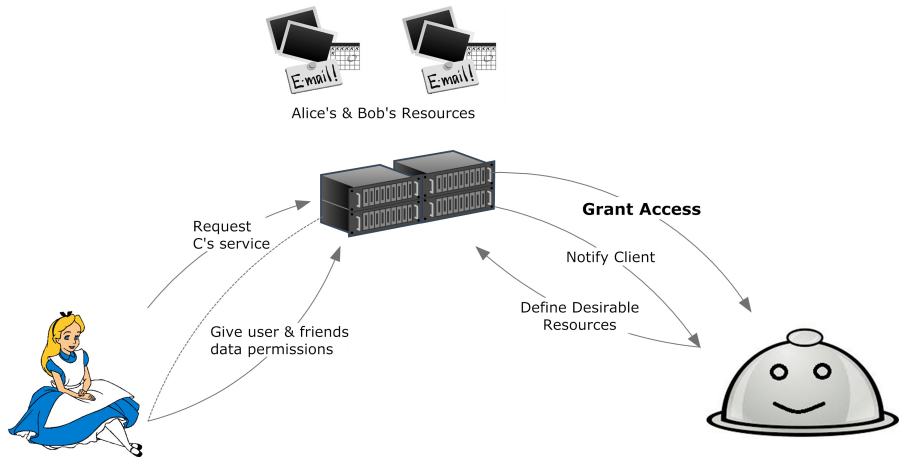 E-mail!
E-mail!
Alice's & Bob's Resources
Request
C's service
Grant Access
Notify Client
Define Desirable
Resources
Give user & friends
data permissions